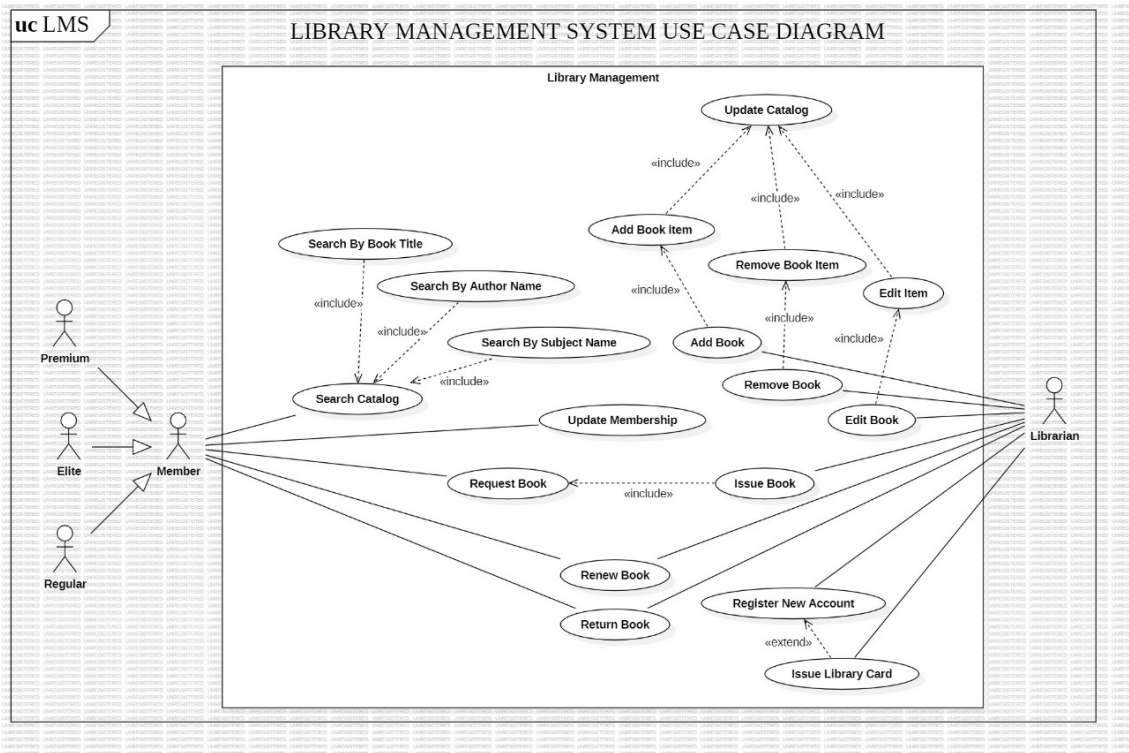 uc LMS
LIBRARY MANAGEMENT SYSTEM USE CASE DIAGRAM
Library Management
Update Catalog
«include»
«include»
«include»
Add Book item
Search By Book Title
Remove Book Item
Search By Author Name
Edit Item
«include»
«include»
«include»
«include»
«include»
Search By Subject Name
Add Book
Premium
«include»
Remove Book
Search Catalog
Update Membership
Edit Book
Librarian
Elite
Member
Request Book
Issue Book
«include»
Renew Book
Regular
Register New Account
Return Book
«extend»
Issue Library Card
UNREGISTERED